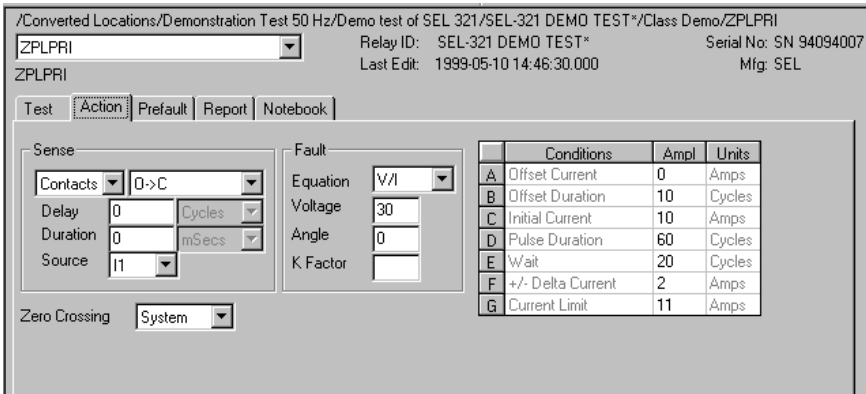 /Converted Locations/Demonstration Test 50 Hz/Demo test of SEL 321/SEL-321 DEMO TEST*/Class Demo/ZPLPRI
ZPLPRI Relay ID: SEL-321 DEMO TEST* Serial No: SN 94094007
ZPLPRI Last Edit: 1999-05-10 14:46:30.000 Mfg: SEL
Test Action Prefault Report Notebook
Sense
Contacts O->C
Delay 0 Cycles
Duration 0 mSecs
Source I1
Zero Crossing System
Fault
Equation V/I
Voltage 30
Angle 0
K Factor
Conditions Ampl Units
A Offset Current 0 Amps
B Offset Duration 10 Cycles
C Initial Current 10 Amps
D Pulse Duration 60 Cycles
E Wait 20 Cycles
F +/- Delta Current 2 Amps
G Current Limit 11 Amps